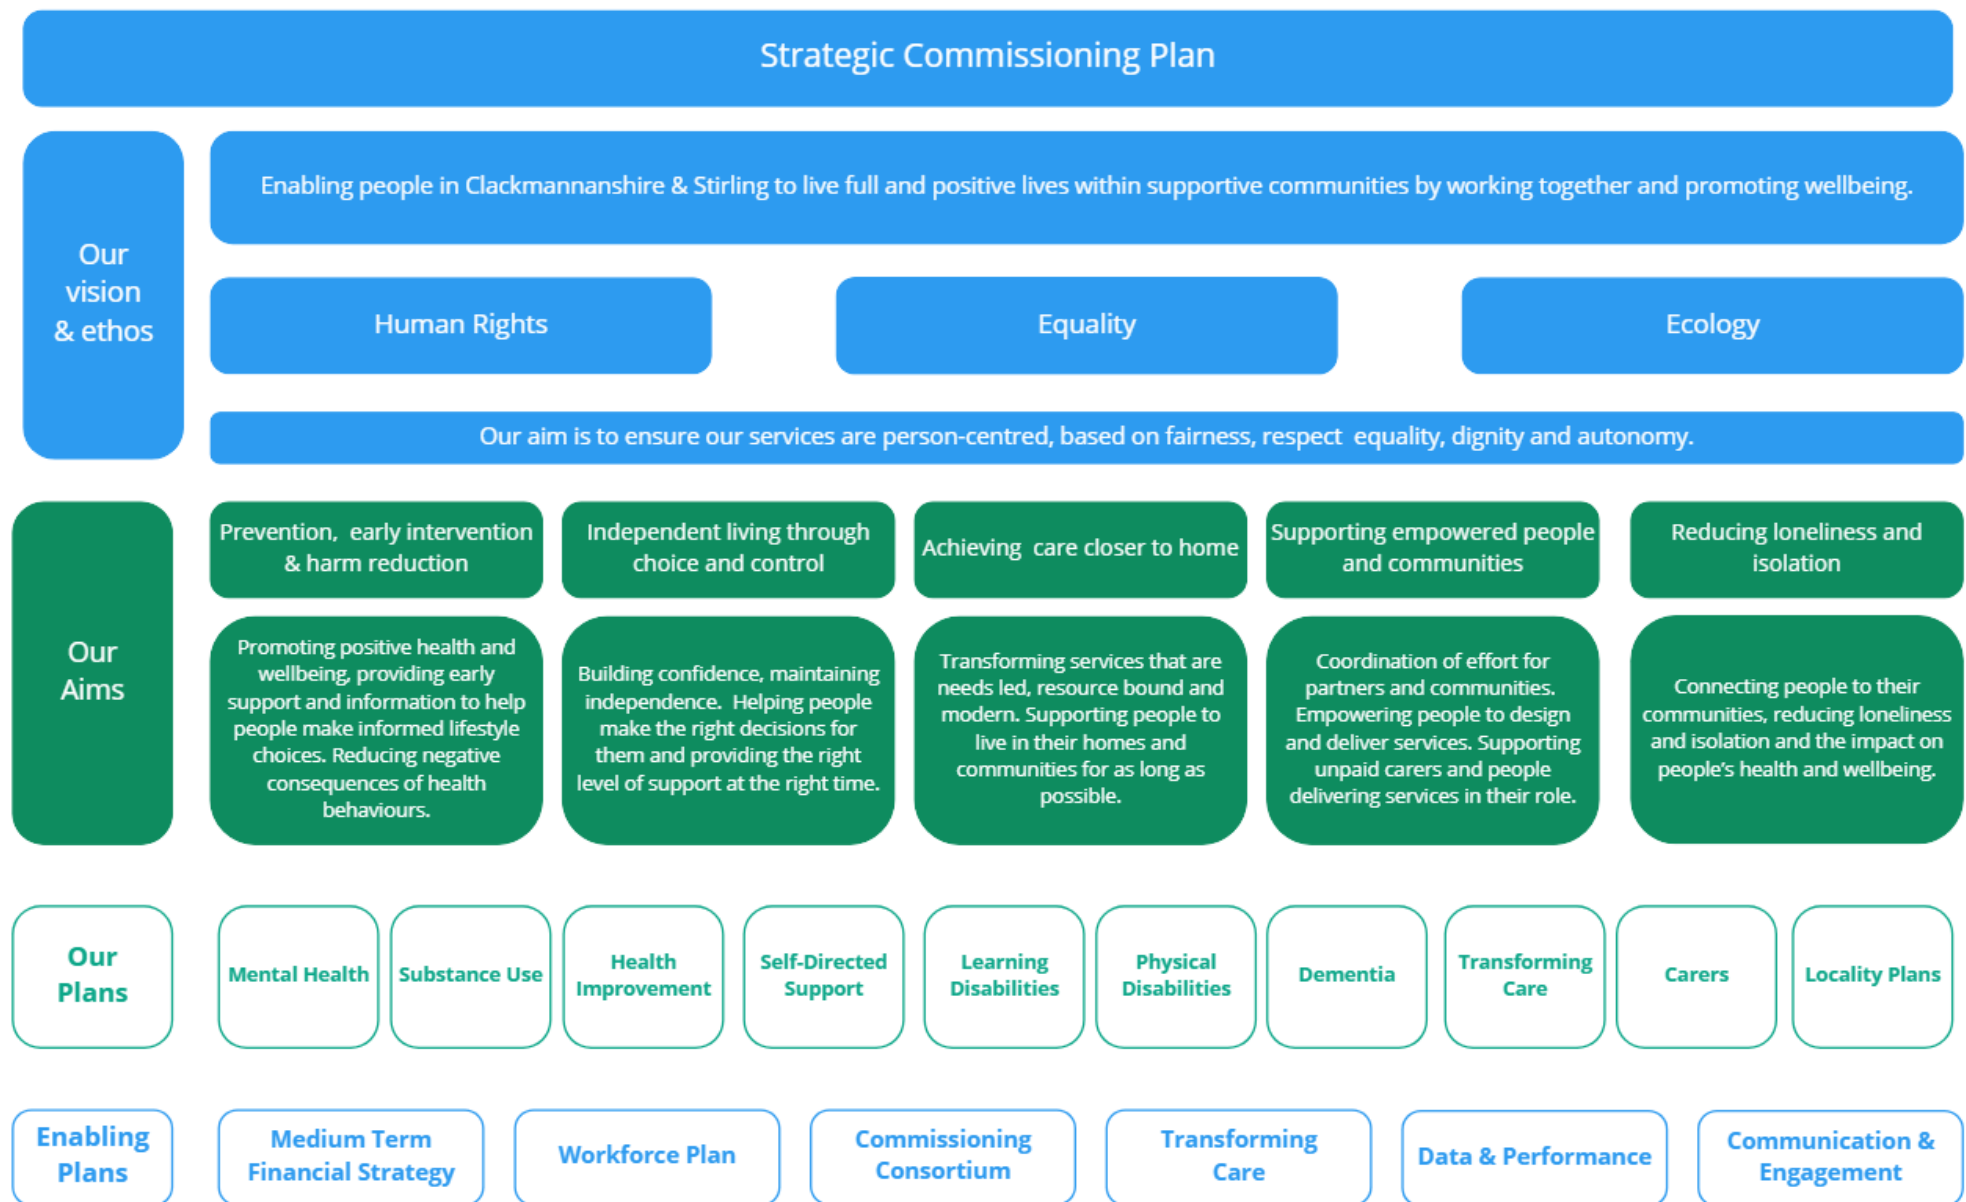 Strategic Commissioning Plan
Our
vision
& ethos
Enabling people in Clackmannanshire & Stirling to live full and positive lives within supportive communities by working together and promoting wellbeing.
Human Rights
Equality
Ecology
Our aim is to ensure our services are person-centred, based on fairness, respect  equality, dignity and autonomy.
Our
Aims
Prevention,  early intervention
& harm reduction
Independent living through
choice and control
Achieving  care closer to home
Supporting empowered people
and communities
Reducing loneliness and
isolation
Promoting positive health and
wellbeing, providing early
support and information to help
people make informed lifestyle
choices. Reducing negative
consequences of health
behaviours.
Building confidence, maintaining
independence.  Helping people
make the right decisions for
them and providing the right
level of support at the right time.
Transforming services that are
needs led, resource bound and
modern. Supporting people to
live in their homes and
communities for as long as
possible.
Coordination of effort for
partners and communities.
Empowering people to design
and deliver services. Supporting
unpaid carers and people
delivering services in their role.
Connecting people to their
communities, reducing loneliness
and isolation and the impact on
people's health and wellbeing.
Our
Plans
Mental Health
Substance Use
Health
Improvement
Self-Directed
Support
Learning
Disabilities
Physical
Disabilities
Dementia
Transforming
Care
Carers
Locality Plans
Enabling
Plans
Medium Term
Financial Strategy
Workforce Plan
Commissioning
Consortium
Transforming
Care
Data & Performance
Communication &
Engagement